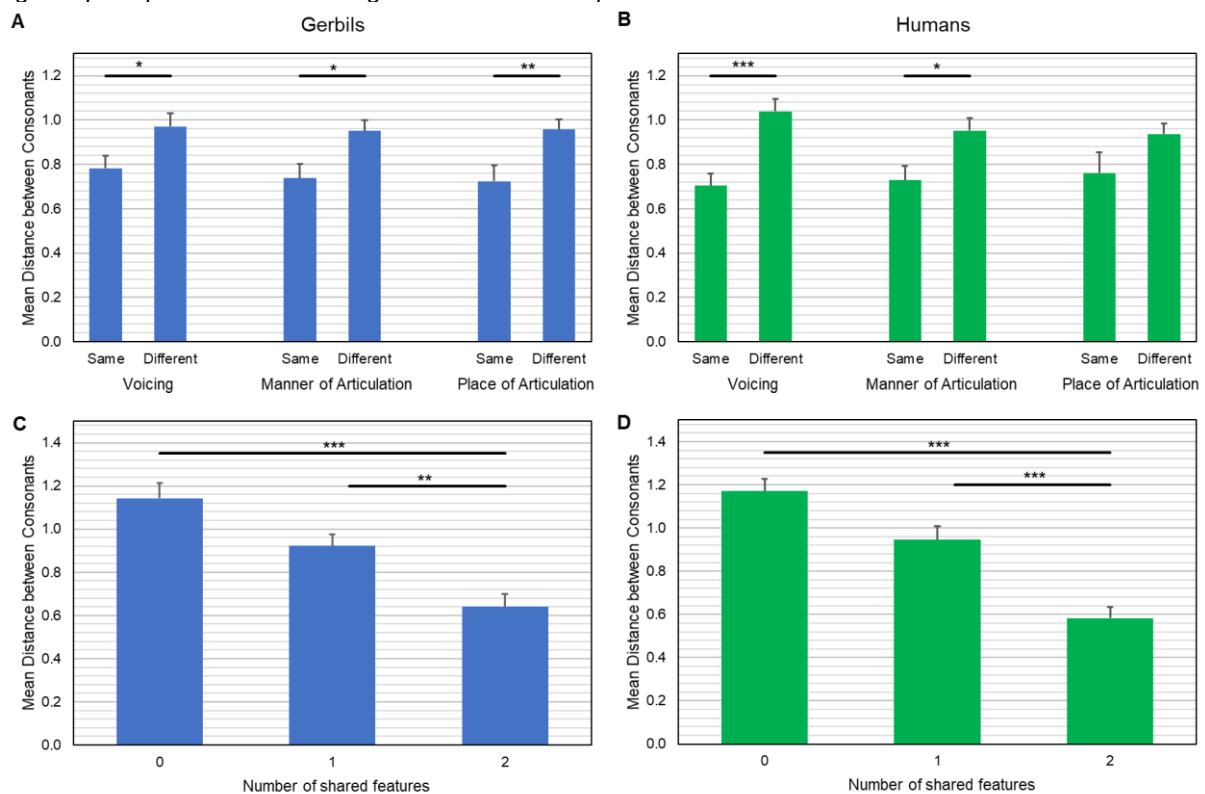 A
Gerbils
Mean Distance between Consonants
1.2
1.0
0.8
0.6
0.4
0.2
0.0
*
*
**
Same Different Same Different Same Different
Voicing Manner of Articulation Place of Articulation
B
Humans
Mean Distance between Consonants
1.2
1.0
0.8
0.6
0.4
0.2
0.0
***
*
Same Different Same Different Same Different
Voicing Manner of Articulation Place of Articulation
C
Mean Distance between Consonants
1.4
1.2
1.0
0.8
0.6
0.4
0.2
0.0
***
**
0 1 2
Number of shared features
D
Mean Distance between Consonants
1.4
1.2
1.0
0.8
0.6
0.4
0.2
0.0
***
***
0 1 2
Number of shared features